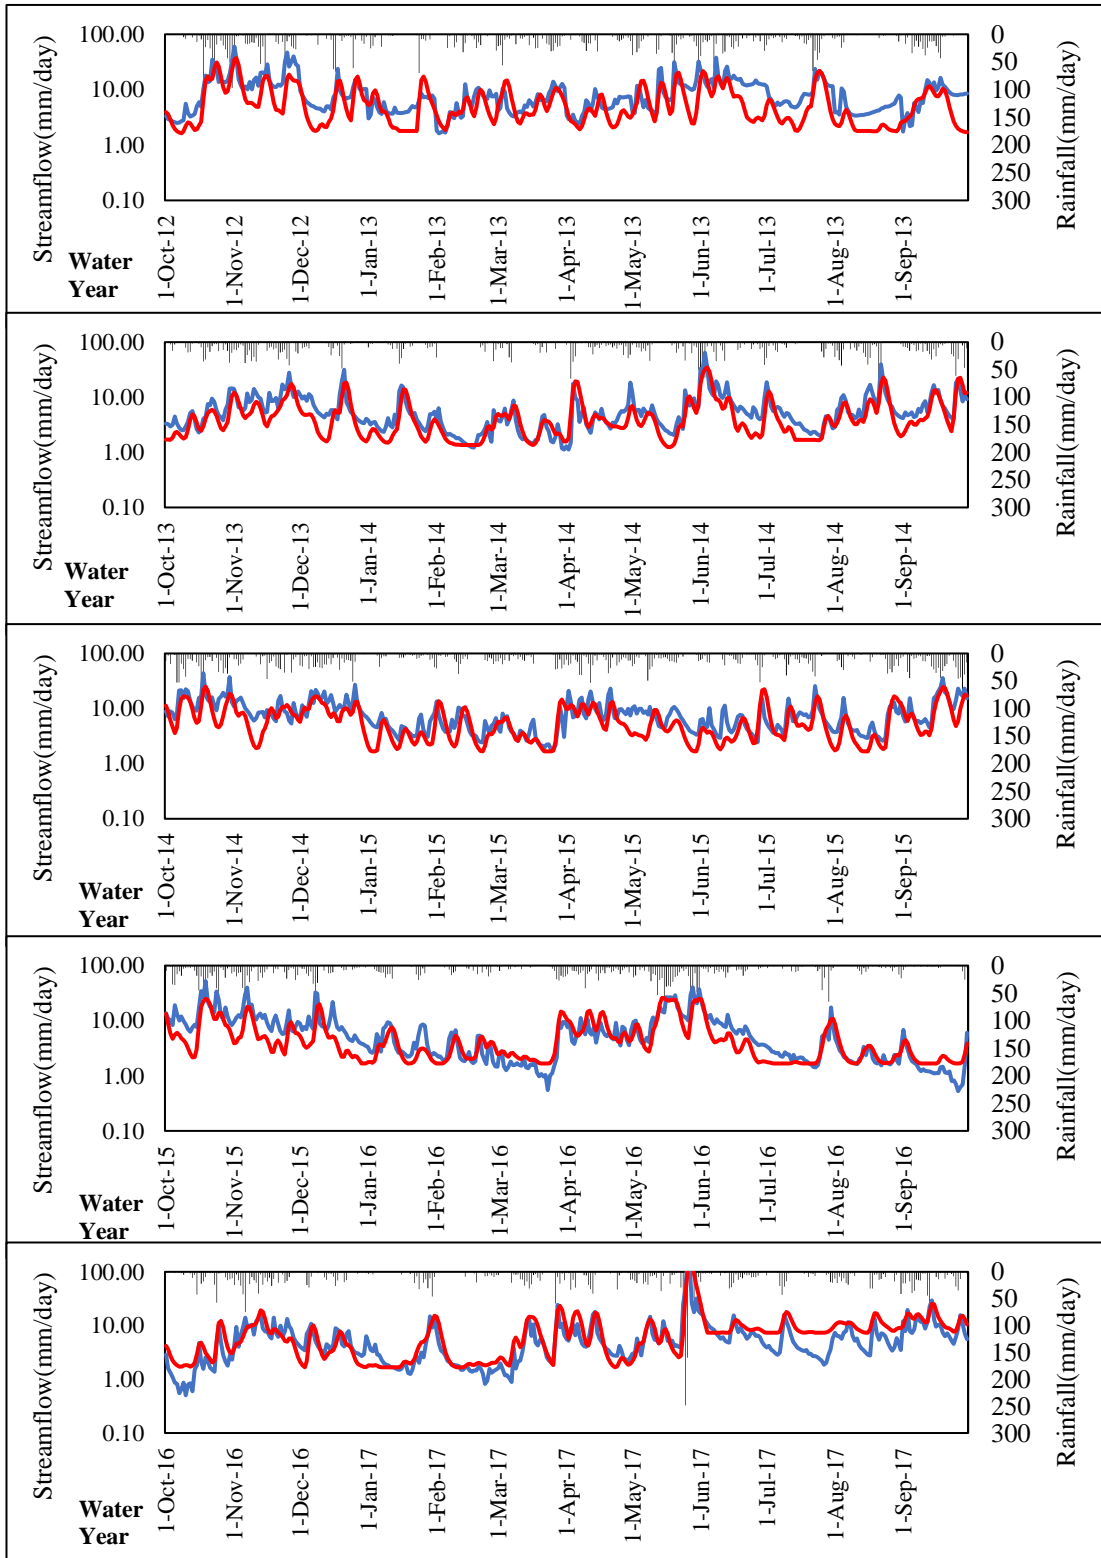 Streamflow(mm/day)
100.00
10.00
1.00
0.10
0
50
100
150
200
250
300
Rainfall(mm/day)
Water
Year
1-Oct-12
1-Nov-12
1-Dec-12
1-Jan-13
1-Feb-13
1-Mar-13
1-Apr-13
1-May-13
1-Jun-13
1-Jul-13
1-Aug-13
1-Sep-13
Streamflow(mm/day)
100.00
10.00
1.00
0.10
0
50
100
150
200
250
300
Rainfall(mm/day)
Water
Year
1-Oct-13
1-Nov-13
1-Dec-13
1-Jan-14
1-Feb-14
1-Mar-14
1-Apr-14
1-May-14
1-Jun-14
1-Jul-14
1-Aug-14
1-Sep-14
Streamflow(mm/day)
100.00
10.00
1.00
0.10
0
50
100
150
200
250
300
Rainfall(mm/day)
Water
Year
1-Oct-14
1-Nov-14
1-Dec-14
1-Jan-15
1-Feb-15
1-Mar-15
1-Apr-15
1-May-15
1-Jun-15
1-Jul-15
1-Aug-15
1-Sep-15
Streamflow(mm/day)
100.00
10.00
1.00
0.10
0
50
100
150
200
250
300
Rainfall(mm/day)
Water
Year
1-Oct-15
1-Nov-15
1-Dec-15
1-Jan-16
1-Feb-16
1-Mar-16
1-Apr-16
1-May-16
1-Jun-16
1-Jul-16
1-Aug-16
1-Sep-16
Streamflow(mm/day)
100.00
10.00
1.00
0.10
0
50
100
150
200
250
300
Rainfall(mm/day)
Water
Year
1-Oct-16
1-Nov-16
1-Dec-16
1-Jan-17
1-Feb-17
1-Mar-17
1-Apr-17
1-May-17
1-Jun-17
1-Jul-17
1-Aug-17
1-Sep-17